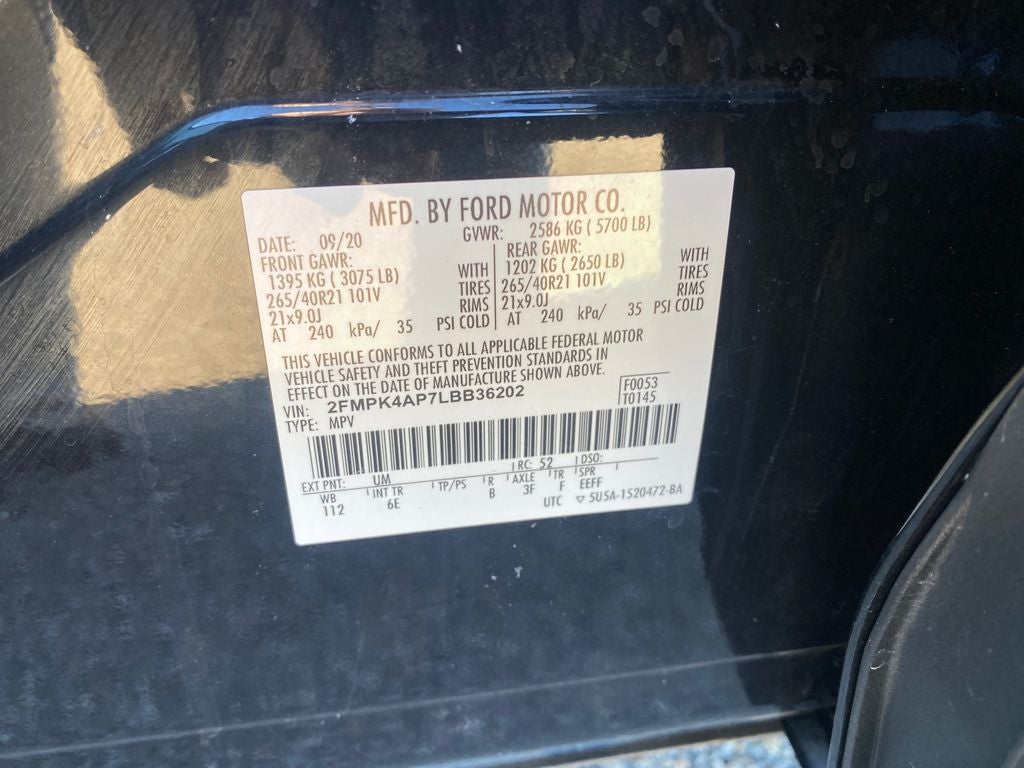 MFD. BY FORD MOTOR CO.
DATE: 09/20 GVWR: 2586 KG ( 5700 LB)
FRONT GAWR:
1395 KG ( 3075 LB) WITH
265/40R21 101V TIRES
21x9.0J RIMS
AT 240 kPa/ 35 PSI COLD
REAR GAWR:
1202 KG ( 2650 LB) WITH
265/40R21 101V TIRES
21x9.0J RIMS
AT 240 kPa/ 35 PSI COLD
THIS VEHICLE CONFORMS TO ALL APPLICABLE FEDERAL MOTOR
VEHICLE SAFETY AND THEFT PREVENTION STANDARDS IN
EFFECT ON THE DATE OF MANUFACTURE SHOWN ABOVE.
VIN: 2FMPK4AP7LBB36202 F0053
TYPE: MPV T0145
EXT PNT: UM RC: 52 DSO:
WB INT TR TP/PS R AXLE TR SPR
112 6E B 3F F EEFF
UTC ▽ 5U5A-1520472-BA